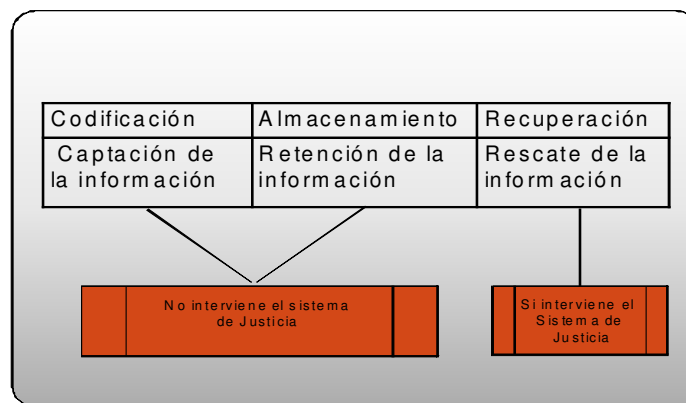 Codificación
Almacenamiento
Recuperación
Captación de
la información
Retención de la
información
Rescate de la
información
No interviene el sistema
de Justicia
Si interviene el
Sistema de
Justicia